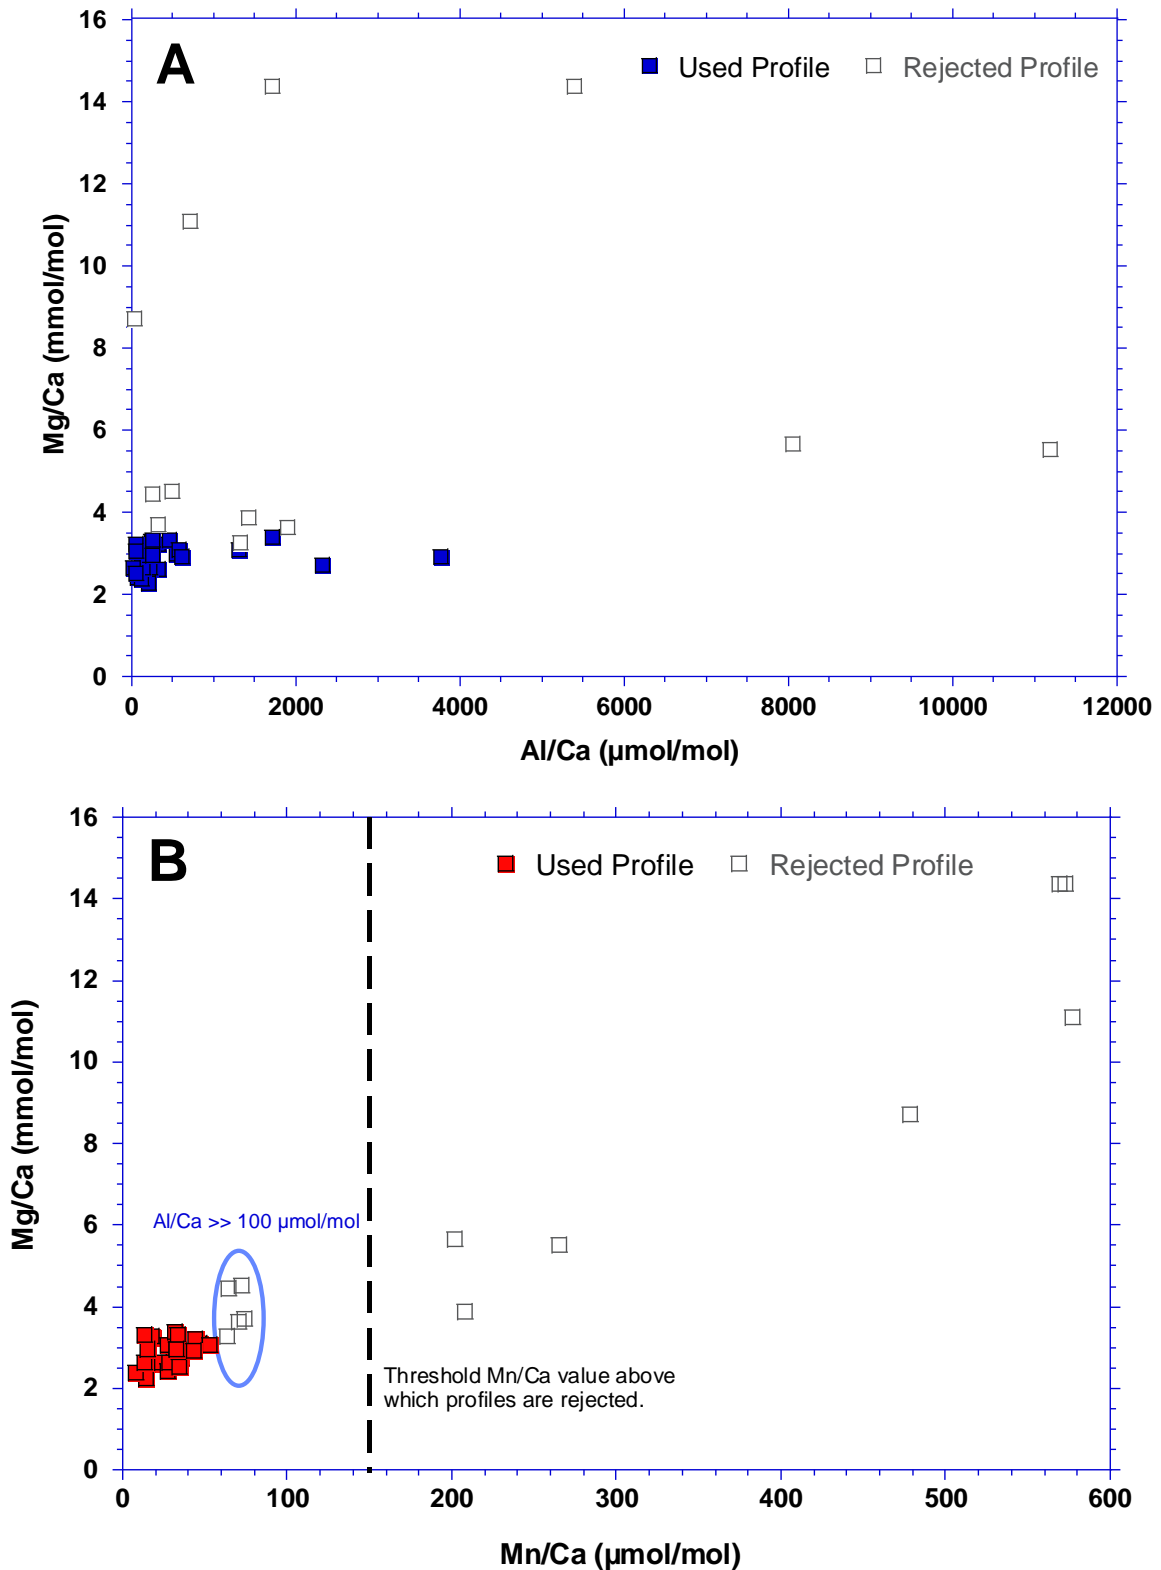 A
Used Profile
Rejected Profile
16
14
12
10
8
6
4
2
0
Mg/Ca (mmol/mol)
0 2000 4000 6000 8000 10000 12000
Al/Ca (µmol/mol)
B
Used Profile
Rejected Profile
16
14
12
10
8
6
4
2
0
Mg/Ca (mmol/mol)
Al/Ca >> 100 µmol/mol
Threshold Mn/Ca value above
which profiles are rejected.
0 100 200 300 400 500 600
Mn/Ca (µmol/mol)